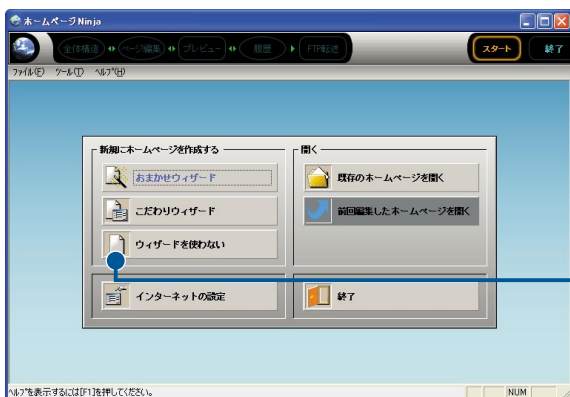 ホームページNinja
全体構造 ページ編集 プレビュー 履歴 FTP転送 スタート 終了
ファイル(F) ツール(T) ヘルプ(H)
新規にホームページを作成する
おまかせウィザード
こだわりウィザード
ウィザードを使わない
開く
既存のホームページを開く
前回編集したホームページを開く
インターネットの設定
終了
ヘルプを表示するには[F1]を押してください。
NUM